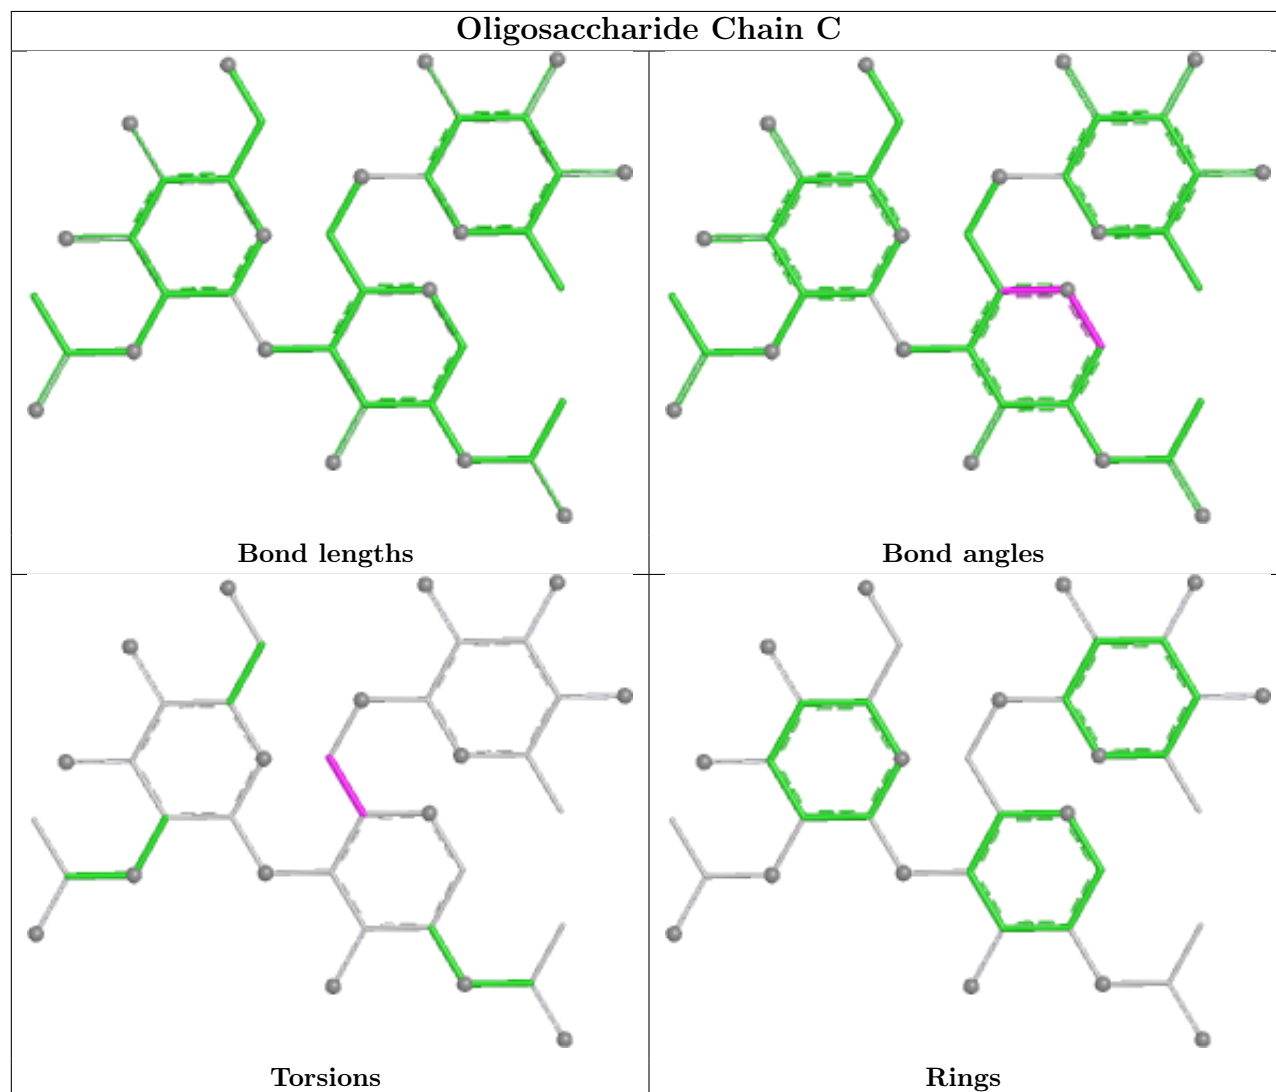 Oligosaccharide Chain C
Bond lengths
Bond angles
Torsions
Rings